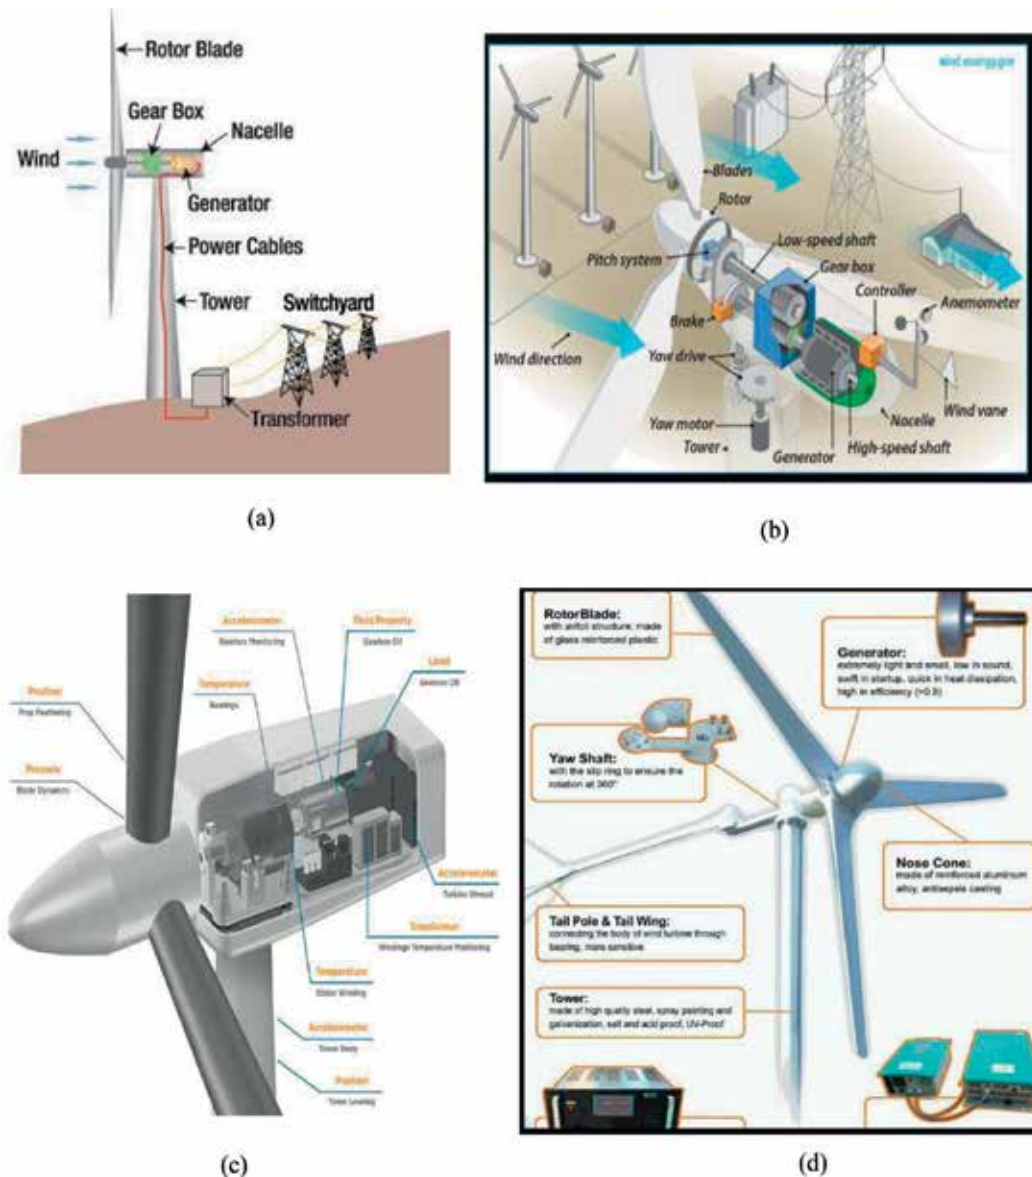 Rotor Blade
Gear Box
Nacelle
Wind
Generator
Power Cables
Tower
Switchyard
Transformer
(a)
Blades
Rotor
Low-speed shaft
Pitch system
Gear box
Controller
Anemometer
Brake
Wind direction
Yaw drive
Yaw motor
Tower
Generator
High-speed shaft
Nacelle
Wind vane
(b)
Accelerometer
Gearbox Monitoring
Fluid Property
Gearbox Oil
Level
Gearbox Oil
Temperature
Bearings
Position
Prop Feathering
Pressure
Blade Dynamics
Accelerometer
Turbine Shroud
Transformer
Windings Temperature Monitoring
Temperature
Stator Winding
Accelerometer
Tower Sway
Position
Tower Leveling
(c)
RotorBlade:
with airfoil structure, made
of glass reinforced plastic
Generator:
extremely light and small, low in sound,
swift in startup, quick in heat dissipation,
high in efficiency (>0.8)
Yaw Shaft:
with the slip ring to ensure the
rotation at 360°
Nose Cone:
made of reinforced aluminum
alloy, antisepsis casting
Tail Pole & Tail Wing:
connecting the body of wind turbine through
bearing, more sensitive
Tower:
made of high quality steel, spray painting and
galvanization, salt and acid proof, UV-Proof
(d)